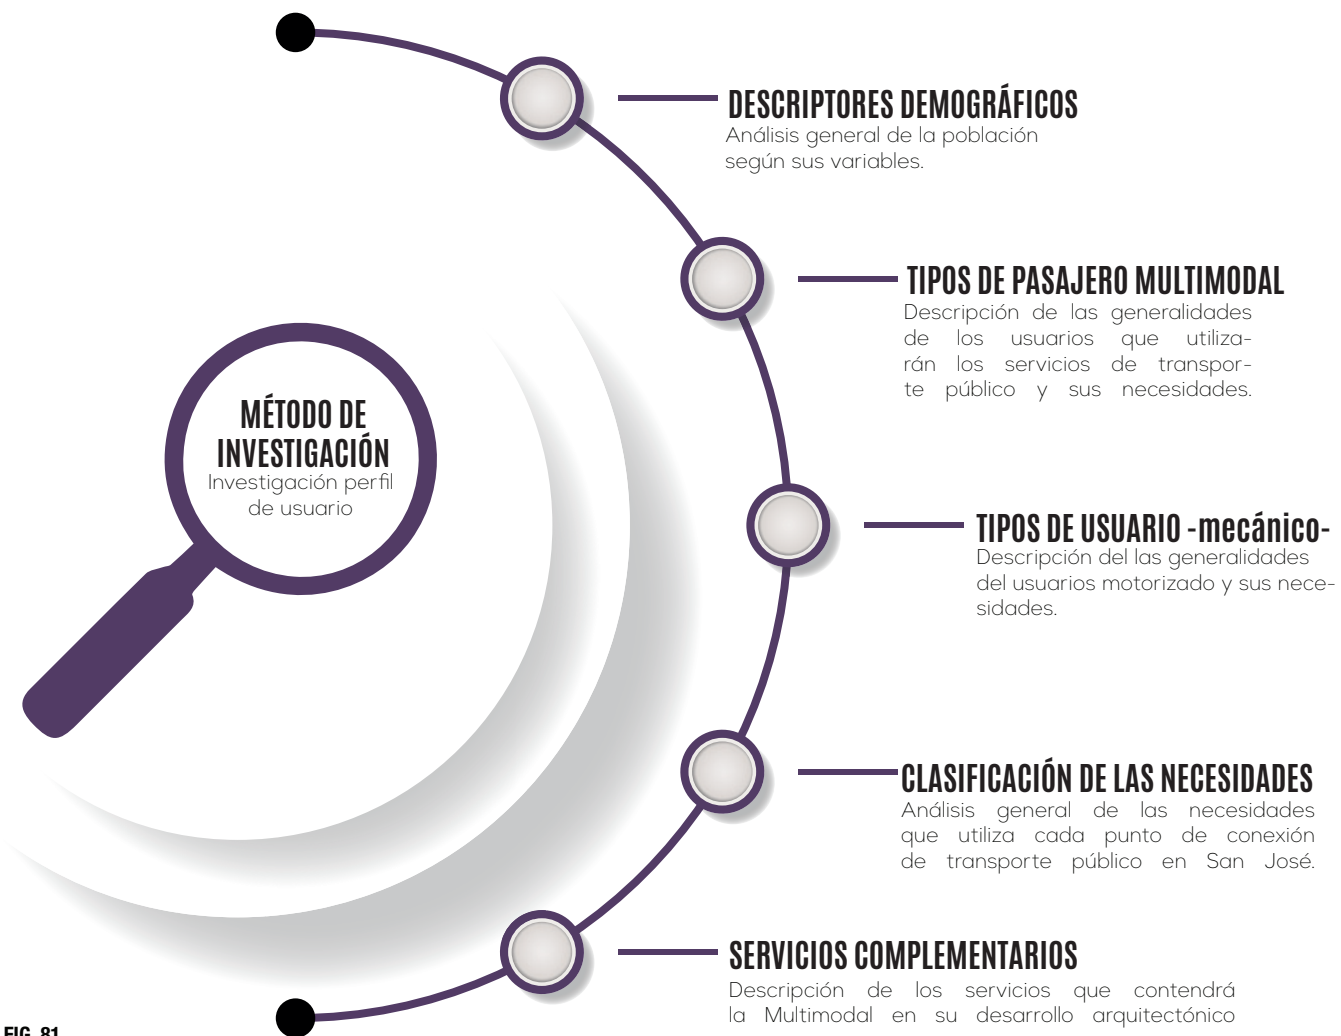 DESCRIPTORES DEMOGRÁFICOS
Análisis general de la población
según sus variables.
TIPOS DE PASAJERO MULTIMODAL
Descripción de las generalidades
de los usuarios que utiliza-
rán los servicios de transpor-
te público y sus necesidades.
MÉTODO DE
INVESTIGACIÓN
Investigación perfil
de usuario
TIPOS DE USUARIO -mecánico-
Descripción del las generalidades
del usuarios motorizado y sus nece-
sidades.
CLASIFICACIÓN DE LAS NECESIDADES
Análisis general de las necesidades
que utiliza cada punto de conexión
de transporte público en San José.
SERVICIOS COMPLEMENTARIOS
Descripción de los servicios que contendrá
la Multimodal en su desarrollo arquitectónico
FIG. 81